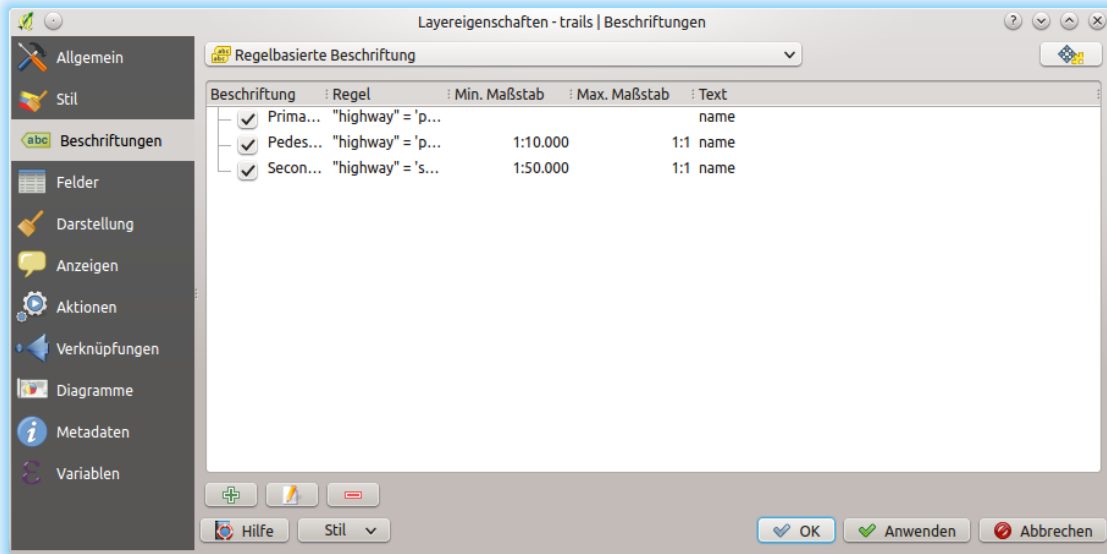 Layereigenschaften - trails | Beschriftungen
Allgemein
Stil
abc Beschriftungen
Felder
Darstellung
Anzeigen
Aktionen
Verknüpfungen
Diagramme
Metadaten
Variablen
Regelbasierte Beschriftung
Beschriftung Regel Min. Maßstab Max. Maßstab Text
Prima... "highway" = 'p... name
Pedes... "highway" = 'p... 1:10.000 1:1 name
Secon... "highway" = 's... 1:50.000 1:1 name
Hilfe Stil OK Anwenden Abbrechen